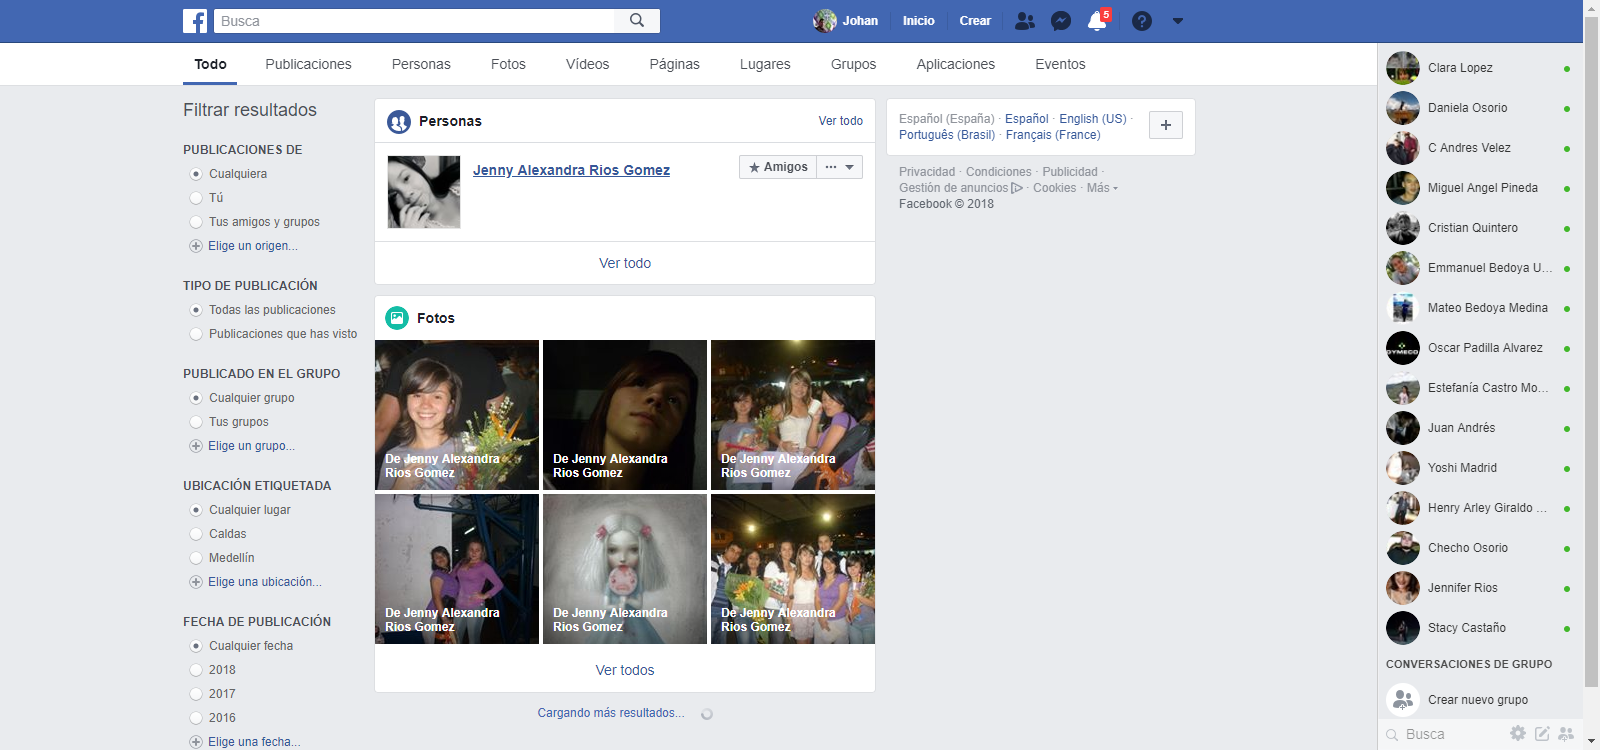 Busca
Johan
Inicio
Crear
5
Todo
Publicaciones
Personas
Fotos
Vídeos
Páginas
Lugares
Grupos
Aplicaciones
Eventos
Filtrar resultados
PUBLICACIONES DE
Cualquiera
Tú
Tus amigos y grupos
Elige un origen...
TIPO DE PUBLICACIÓN
Todas las publicaciones
Publicaciones que has visto
PUBLICADO EN EL GRUPO
Cualquier grupo
Tus grupos
Elige un grupo...
UBICACIÓN ETIQUETADA
Cualquier lugar
Caldas
Medellín
Elige una ubicación...
FECHA DE PUBLICACIÓN
Cualquier fecha
2018
2017
2016
Elige una fecha...
Personas
Ver todo
Jenny Alexandra Rios Gomez
Amigos
Ver todo
Fotos
De Jenny Alexandra
Rios Gomez
De Jenny Alexandra
Rios Gomez
De Jenny Alexandra
Rios Gomez
De Jenny Alexandra
Rios Gomez
De Jenny Alexandra
Rios Gomez
De Jenny Alexandra
Rios Gomez
Ver todos
Cargando más resultados...
Español (España) · Español · English (US) ·
Português (Brasil) · Français (France)
Privacidad · Condiciones · Publicidad ·
Gestión de anuncios · Cookies · Más
Facebook © 2018
Clara Lopez
Daniela Osorio
C Andres Velez
Miguel Angel Pineda
Cristian Quintero
Emmanuel Bedoya U...
Mateo Bedoya Medina
Oscar Padilla Alvarez
Estefanía Castro Mo...
Juan Andrés
Yoshi Madrid
Henry Arley Giraldo ...
Checho Osorio
Jennifer Rios
Stacy Castaño
CONVERSACIONES DE GRUPO
Crear nuevo grupo
Busca